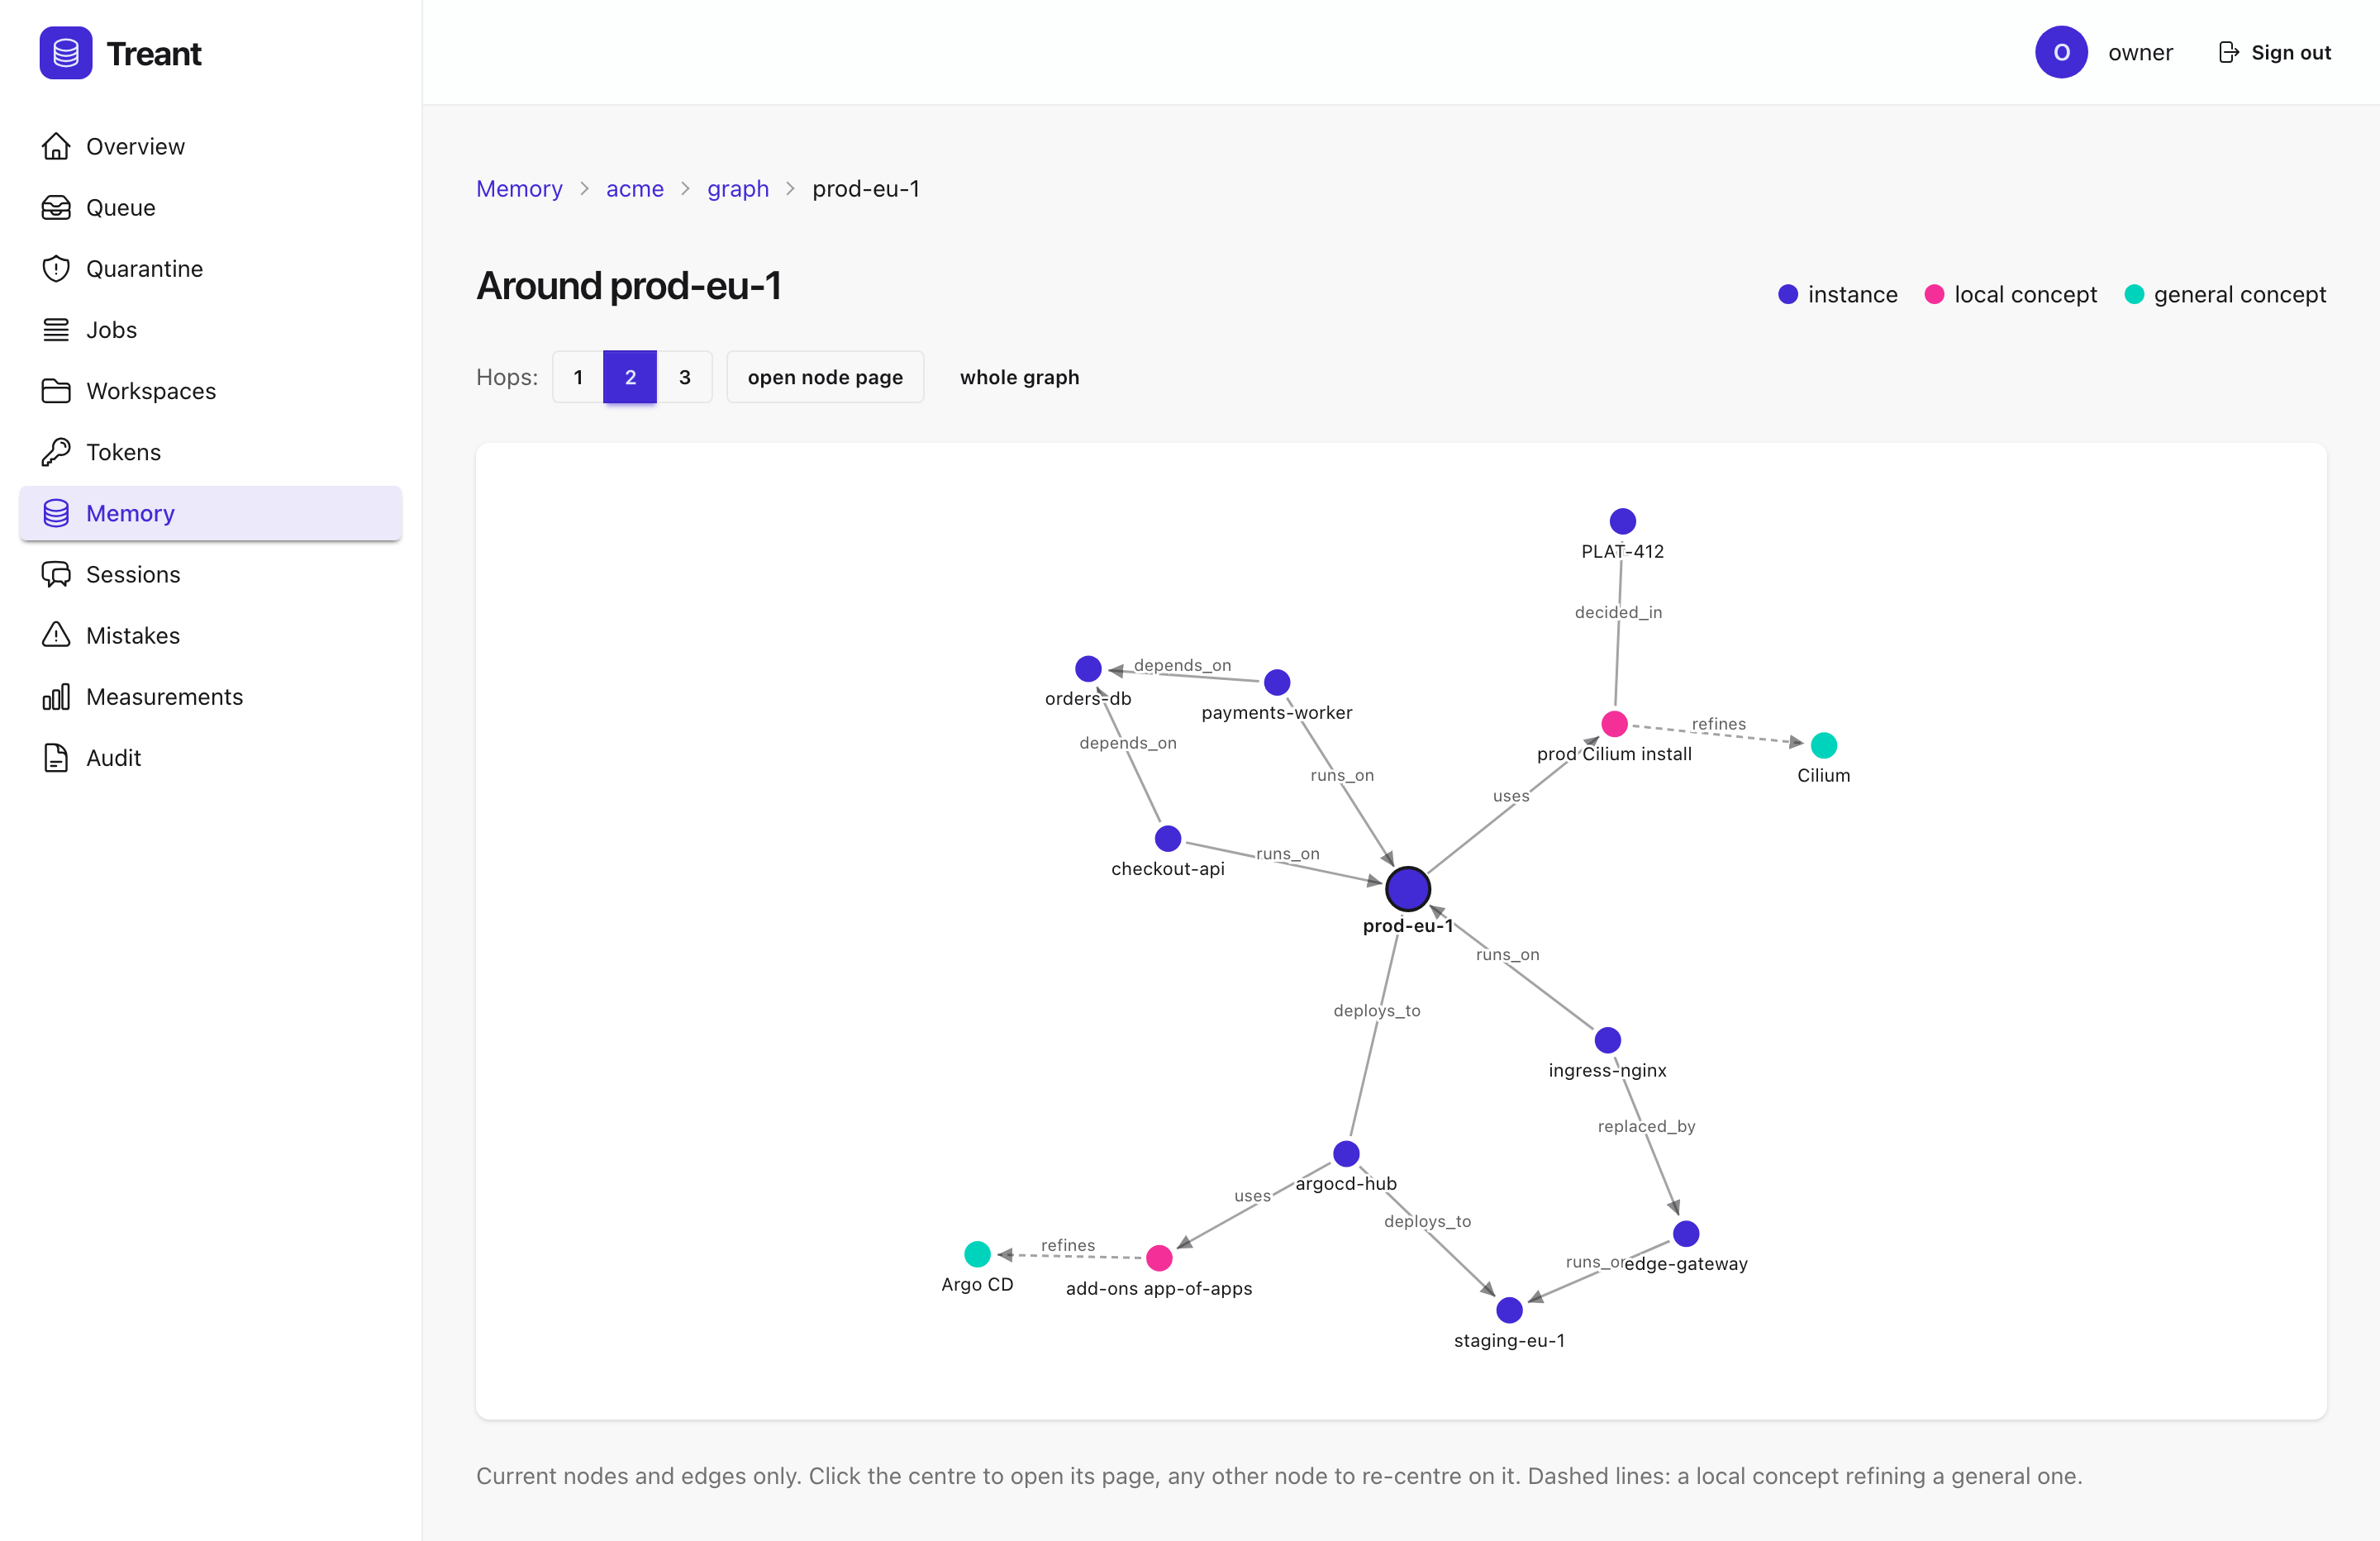 Treant
O owner Sign out
Overview
Queue
Quarantine
Jobs
Workspaces
Tokens
Memory
Sessions
Mistakes
Measurements
Audit
Memory > acme > graph > prod-eu-1
Around prod-eu-1
instance local concept general concept
Hops: 1 2 3 open node page whole graph
PLAT-412
decided_in
depends_on
orders-db
payments-worker
depends_on
refines
prod Cilium install
Cilium
runs_on
uses
runs_on
checkout-api
prod-eu-1
runs_on
deploys_to
ingress-nginx
replaced_by
argocd-hub
uses
deploys_to
refines
runs_on
edge-gateway
Argo CD
add-ons app-of-apps
staging-eu-1
Current nodes and edges only. Click the centre to open its page, any other node to re-centre on it. Dashed lines: a local concept refining a general one.